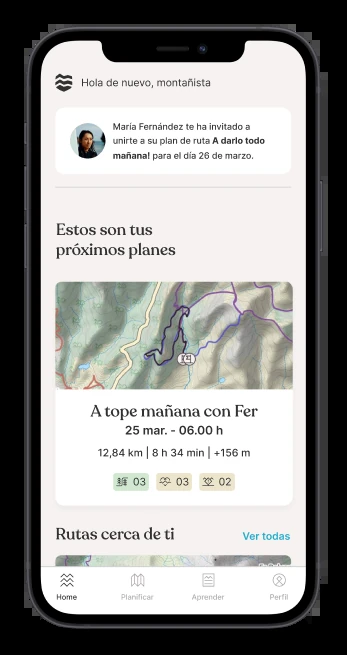 Hola de nuevo, montañista
María Fernández te ha invitado a
unirte a su plan de ruta A darlo todo
mañana! para el día 26 de marzo.
Estos son tus
próximos planes
A tope mañana con Fer
25 mar. - 06.00 h
12,84 km | 8 h 34 min | +156 m
03 03 02
Rutas cerca de ti Ver todas
Home Planificar Aprender Perfil